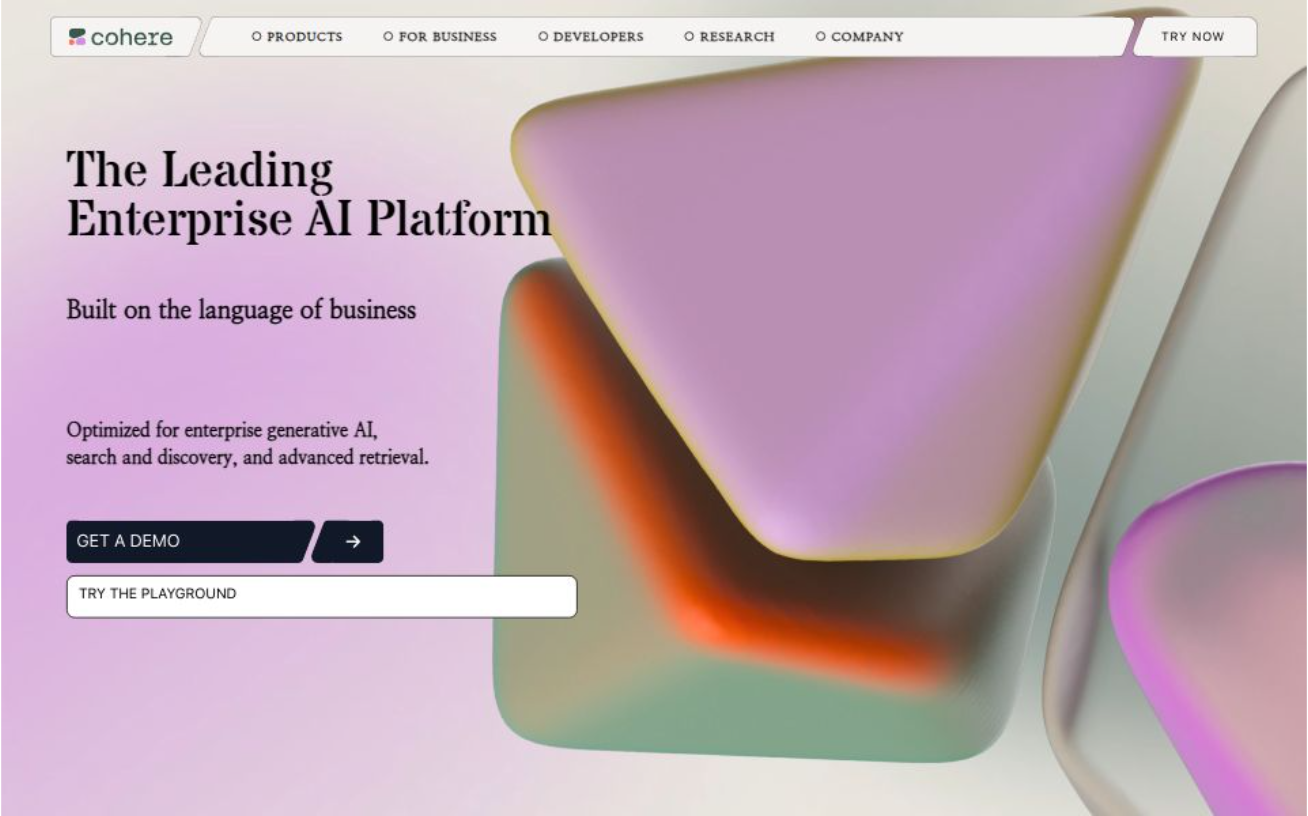 cohere
PRODUCTS
FOR BUSINESS
DEVELOPERS
RESEARCH
COMPANY
TRY NOW
The Leading
Enterprise AI Platform
Built on the language of business
Optimized for enterprise generative AI,
search and discovery, and advanced retrieval.
GET A DEMO
TRY THE PLAYGROUND